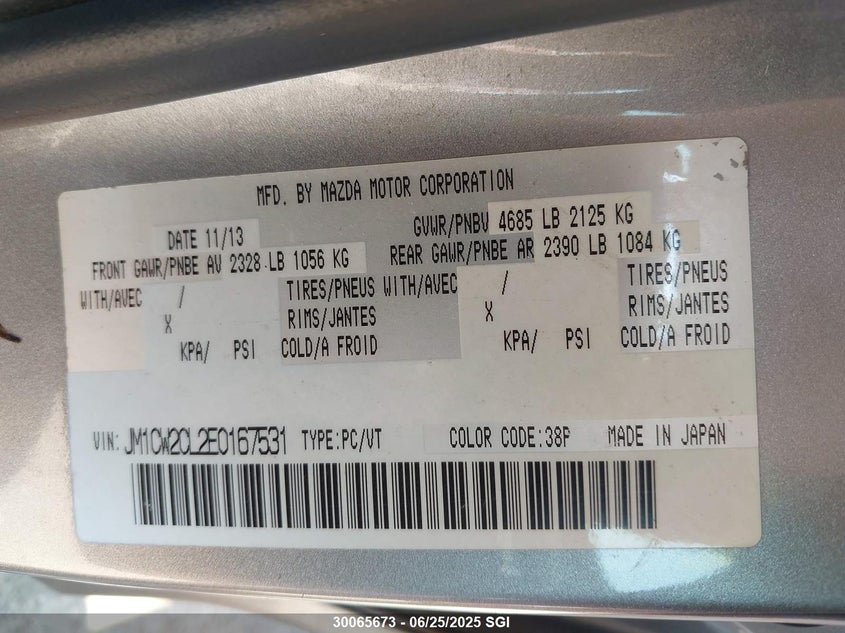 MFD. BY MAZDA MOTOR CORPORATION
DATE 11/13 GVWR/PNBV 4685 LB 2125 KG
FRONT GAWR/PNBE AV 2328 LB 1056 KG REAR GAWR/PNBE AR 2390 LB 1084 KG
WITH/AVEC / TIRES/PNEUS WITH/AVEC / TIRES/PNEUS
X RIMS/JANTES X RIMS/JANTES
KPA/ PSI COLD/A FROID KPA/ PSI COLD/A FROID
VIN: JM1CW2CL2E0167531 TYPE:PC/VT COLOR CODE:38P MADE IN JAPAN
30065673 - 06/25/2025 SGI